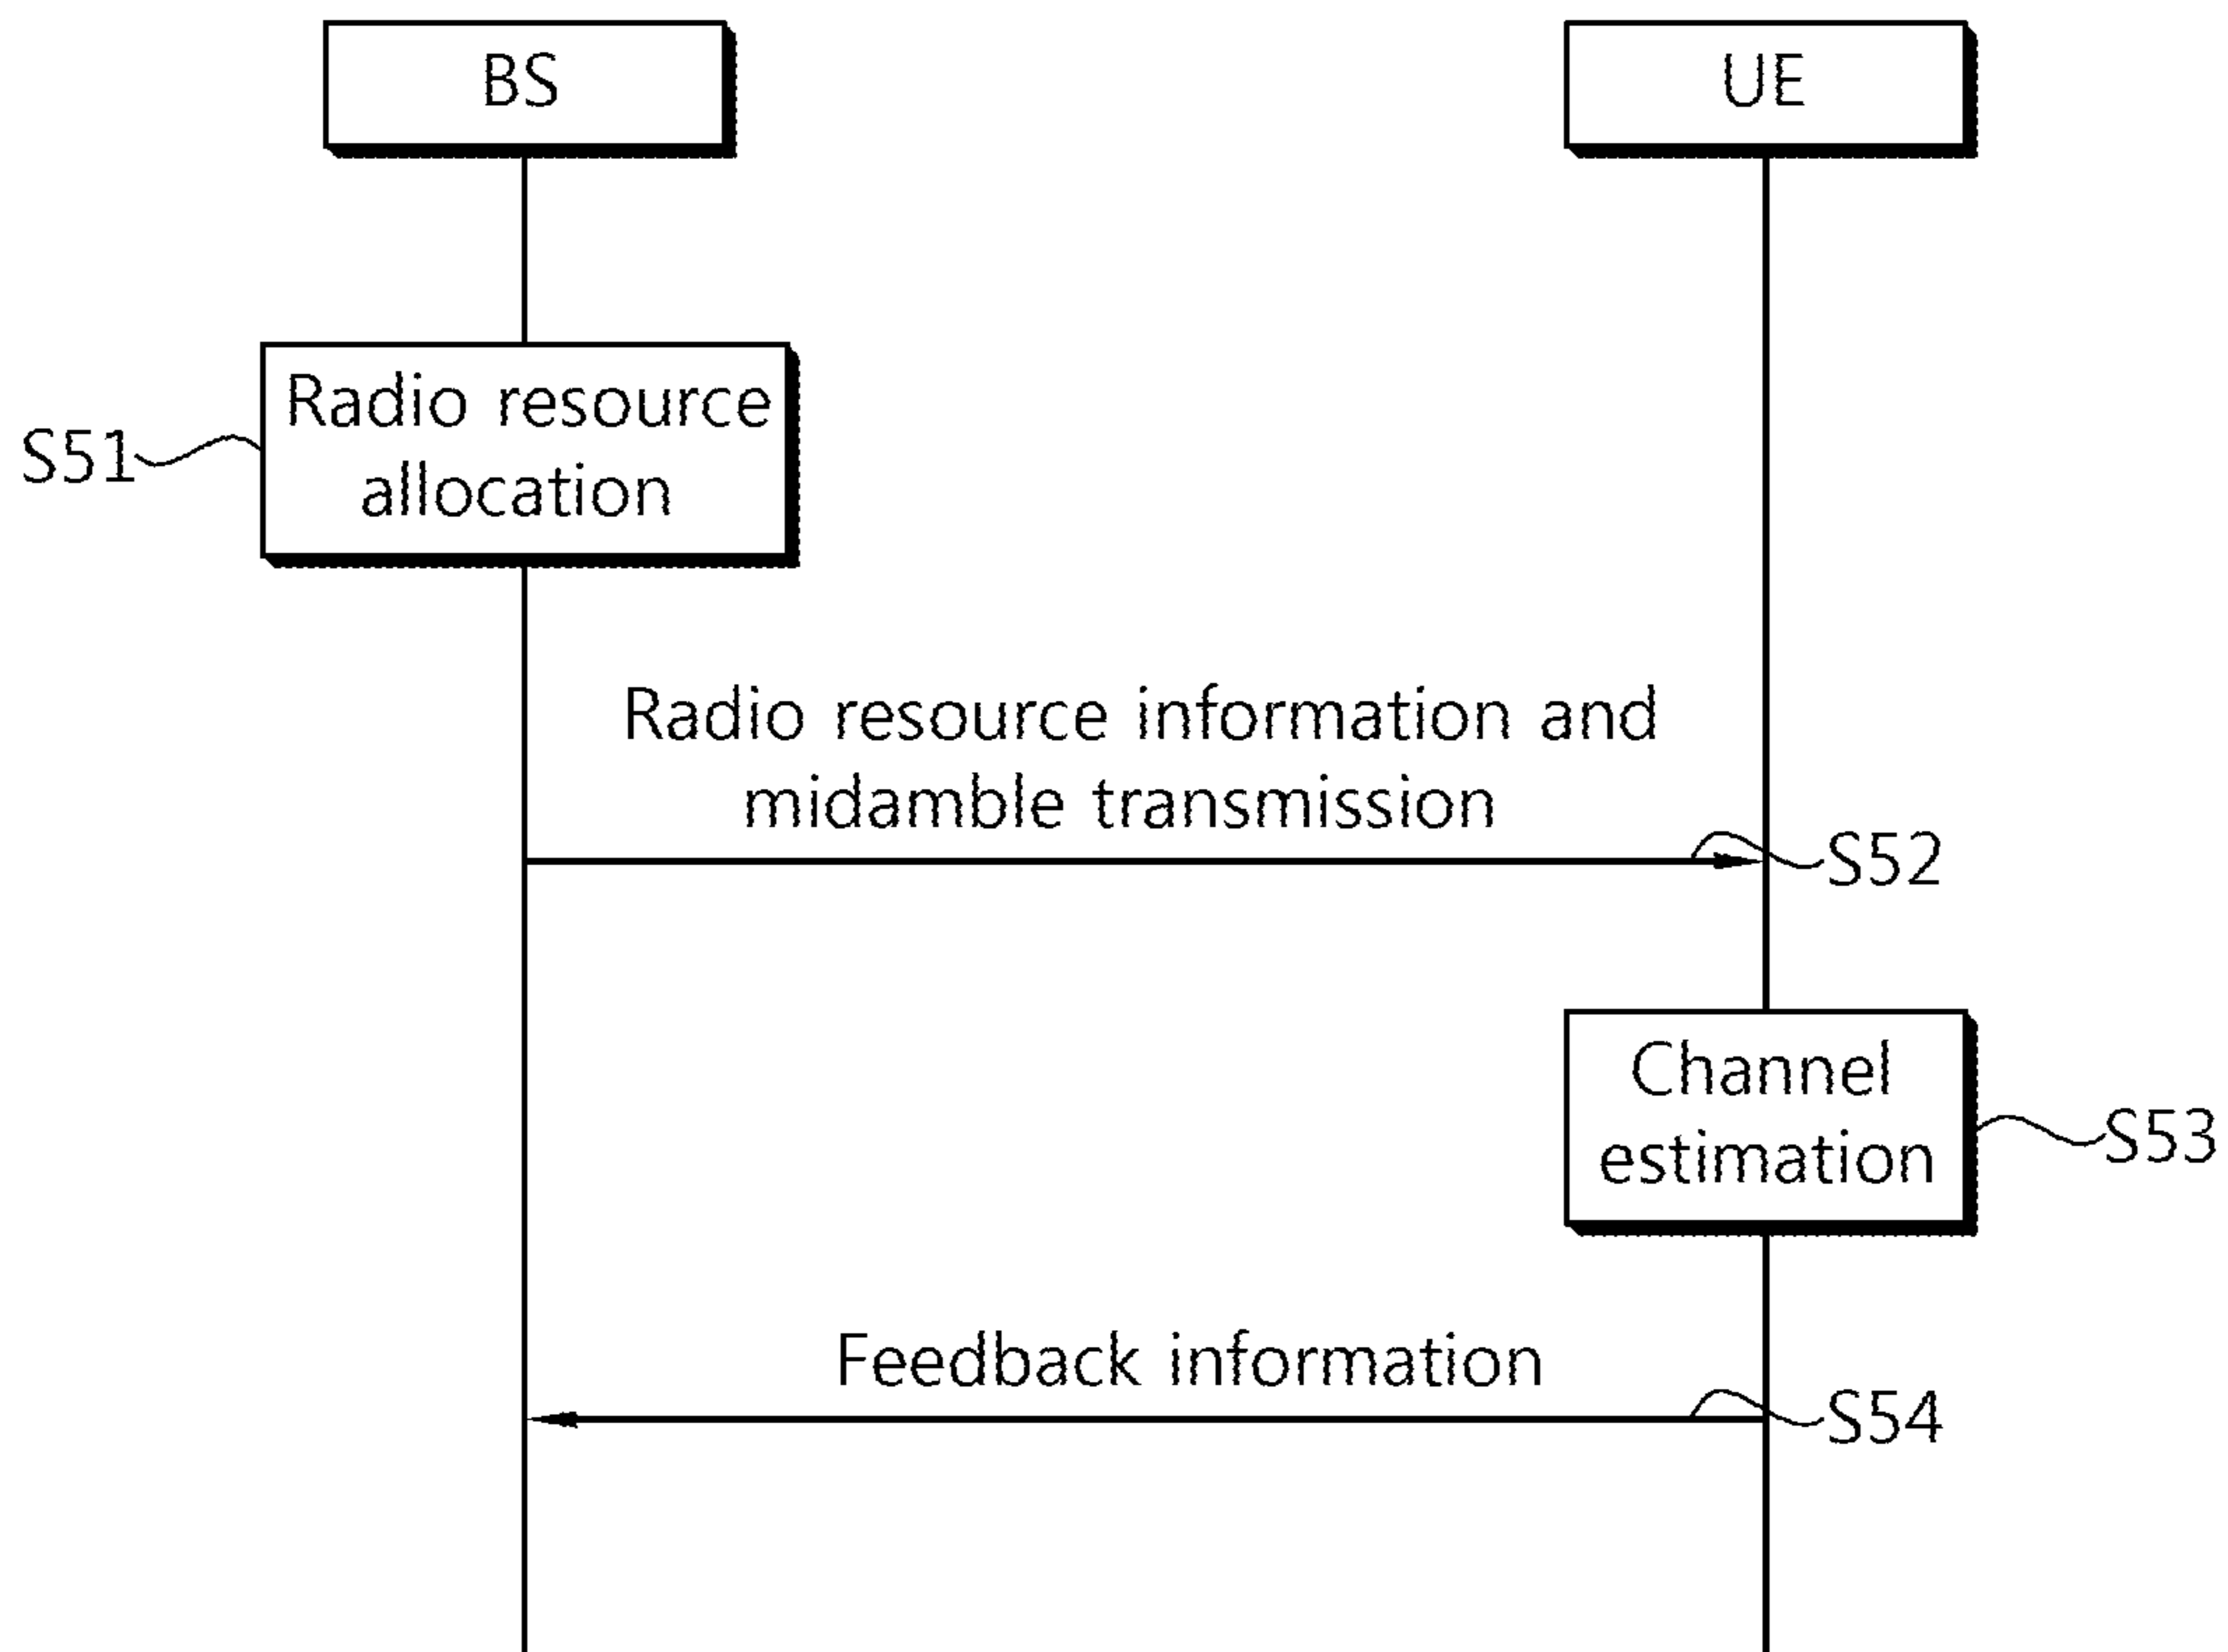 BS
UE
Radio resource
allocation
S51
Radio resource information and
midamble transmission
S52
Channel
estimation
S53
Feedback information
S54